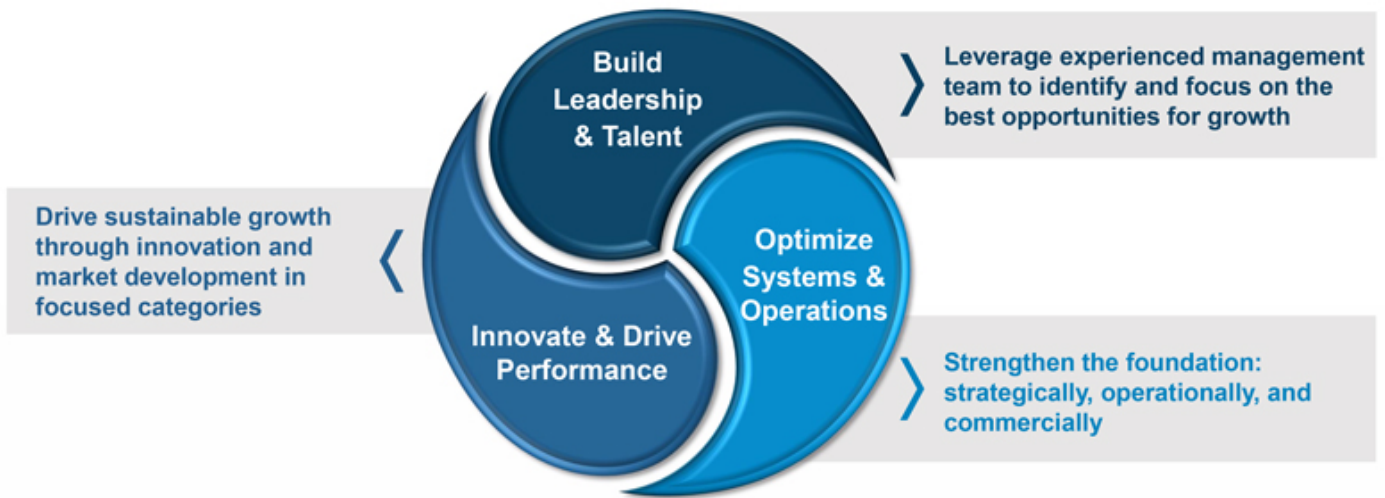 Build
Leadership
& Talent
Leverage experienced management
team to identify and focus on the
best opportunities for growth
Optimize
Systems &
Operations
Strengthen the foundation:
strategically, operationally, and
commercially
Innovate & Drive
Performance
Drive sustainable growth
through innovation and
market development in
focused categories